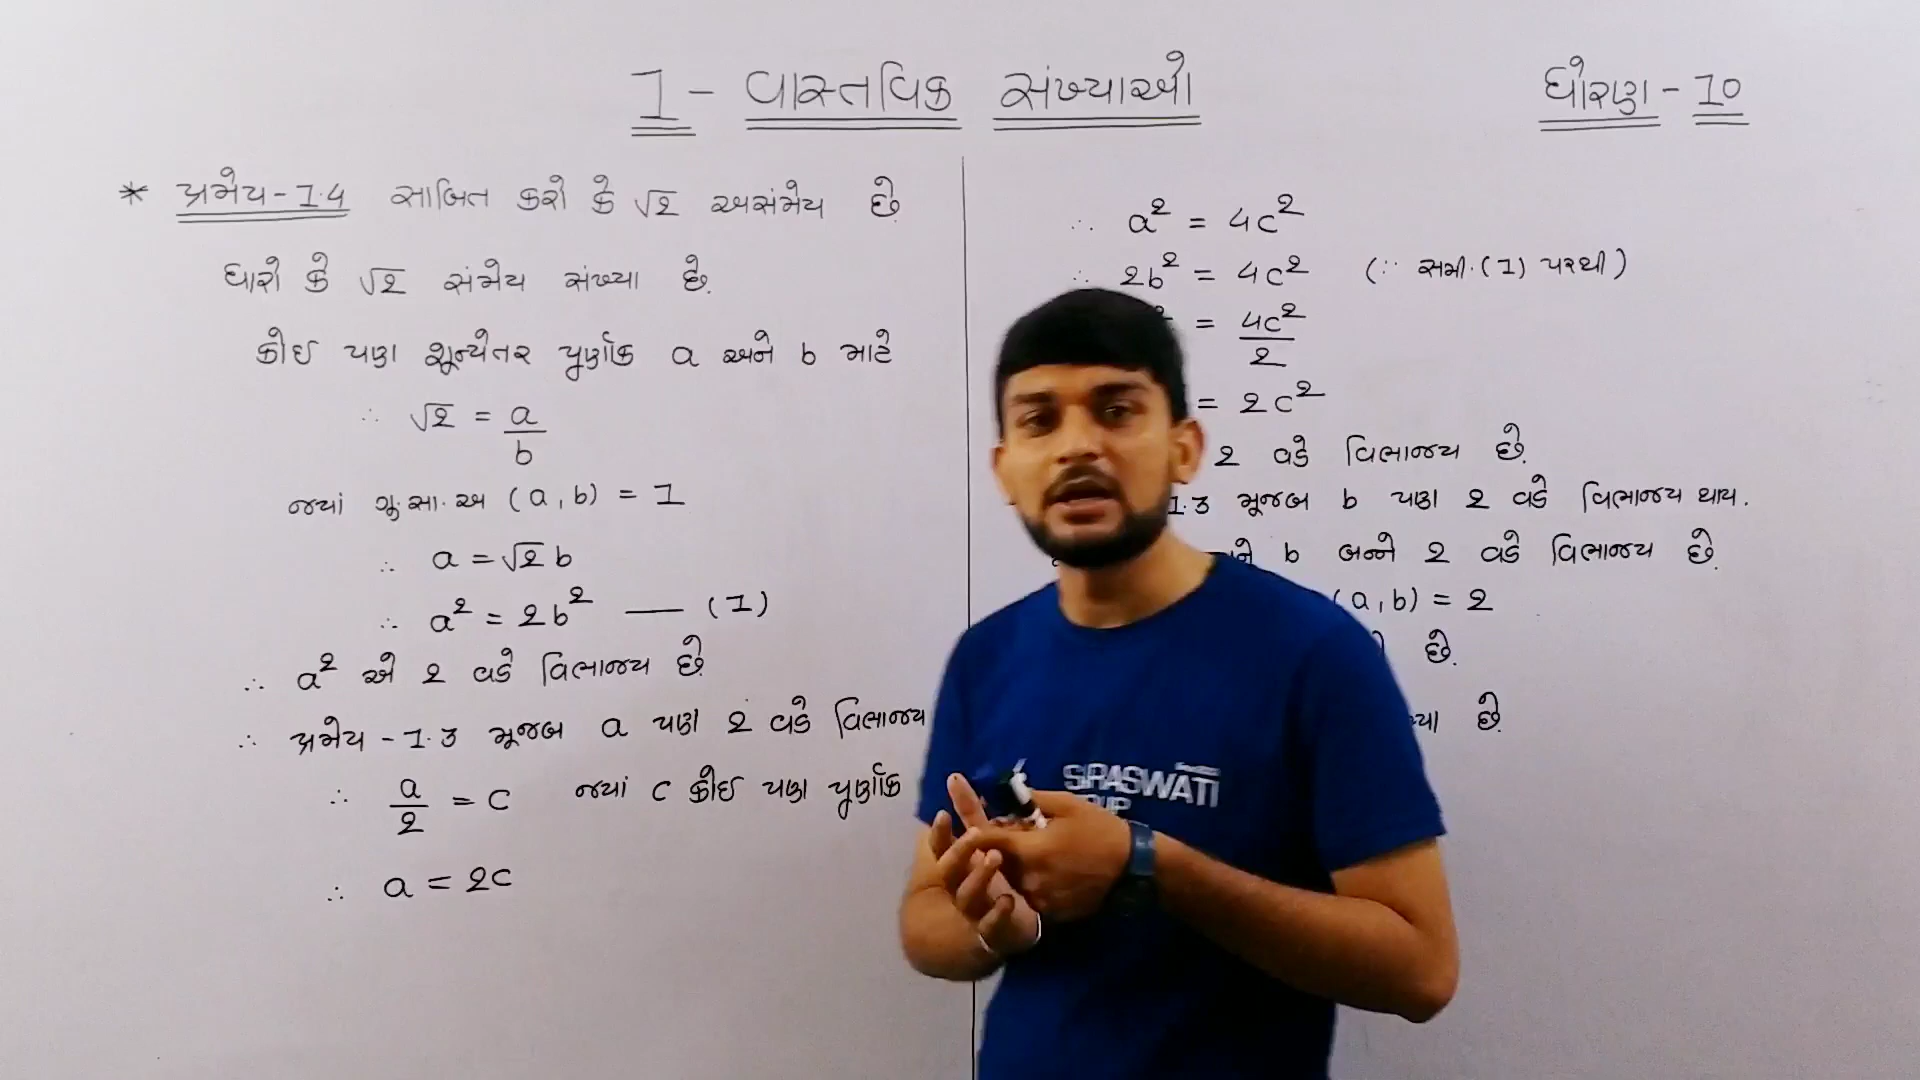 1 - વાસ્તવિક સંખ્યાઓ
ધોરણ - 10
* પ્રમેય - 1.4 સાબિત કરો કે √2 અસંમેય છે.
ધારો કે √2 સંમેય સંખ્યા છે.
કોઈ પણ શૂન્યેતર પૂર્ણાંક a અને b માટે
∴ √2 = a/b
જ્યાં ગુ.સા.અ (a, b) = 1
∴ a = √2 b
∴ a² = 2b² — (1)
∴ a² એ 2 વડે વિભાજ્ય છે.
∴ પ્રમેય - 1.3 મૂજબ a પણ 2 વડે વિભાજ્ય
∴ a/2 = c જ્યાં c કોઈ પણ પૂર્ણાંક
∴ a = 2c
∴ a² = 4c²
∴ 2b² = 4c² (∵ સમી.(1) પરથી)
= 4c²/2
= 2c²
2 વડે વિભાજ્ય છે.
1.3 મૂજબ b પણ 2 વડે વિભાજ્ય થાય.
b બન્ને 2 વડે વિભાજ્ય છે.
(a, b) = 2
છે.
છે.
SARASWATI